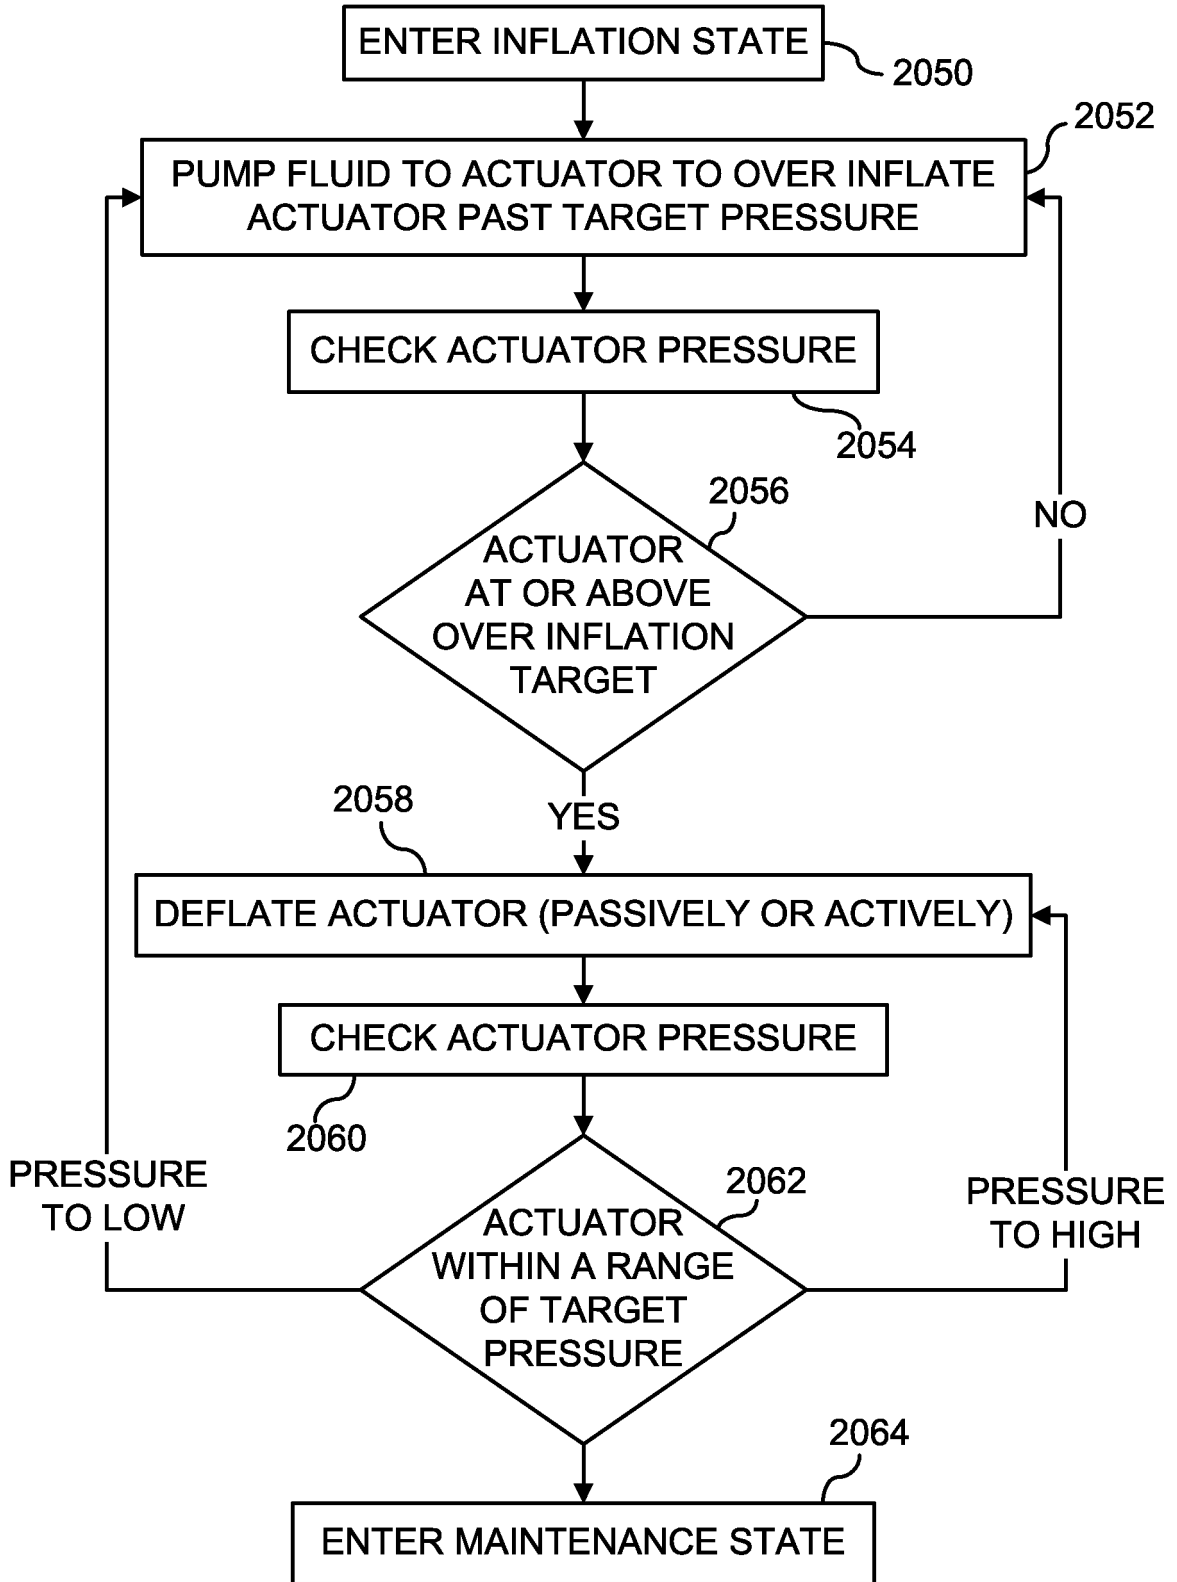 ENTER INFLATION STATE
2050
2052
PUMP FLUID TO ACTUATOR TO OVER INFLATE
ACTUATOR PAST TARGET PRESSURE
CHECK ACTUATOR PRESSURE
2054
2056
ACTUATOR
AT OR ABOVE
OVER INFLATION
TARGET
NO
YES
2058
DEFLATE ACTUATOR (PASSIVELY OR ACTIVELY)
CHECK ACTUATOR PRESSURE
2060
PRESSURE
TO LOW
2062
ACTUATOR
WITHIN A RANGE
OF TARGET
PRESSURE
PRESSURE
TO HIGH
2064
ENTER MAINTENANCE STATE